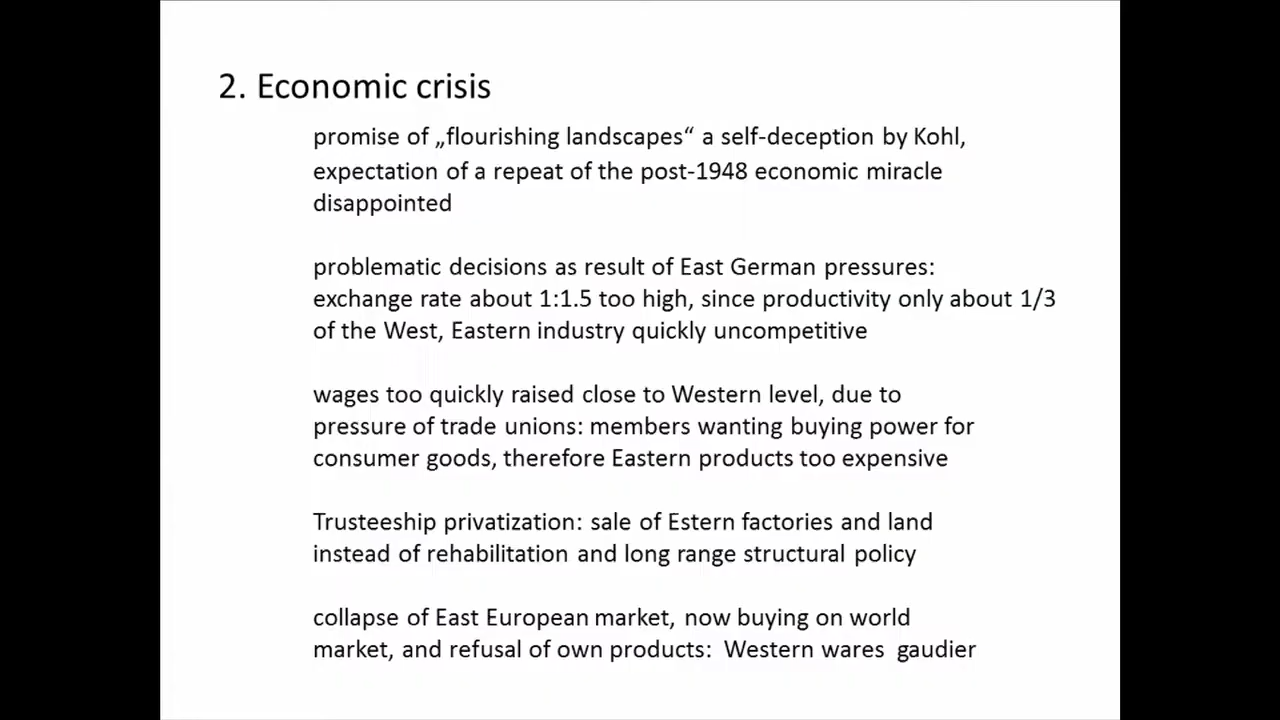 2. Economic crisis
promise of „flourishing landscapes“ a self-deception by Kohl,
expectation of a repeat of the post-1948 economic miracle
disappointed
problematic decisions as result of East German pressures:
exchange rate about 1:1.5 too high, since productivity only about 1/3
of the West, Eastern industry quickly uncompetitive
wages too quickly raised close to Western level, due to
pressure of trade unions: members wanting buying power for
consumer goods, therefore Eastern products too expensive
Trusteeship privatization: sale of Estern factories and land
instead of rehabilitation and long range structural policy
collapse of East European market, now buying on world
market, and refusal of own products:  Western wares  gaudier